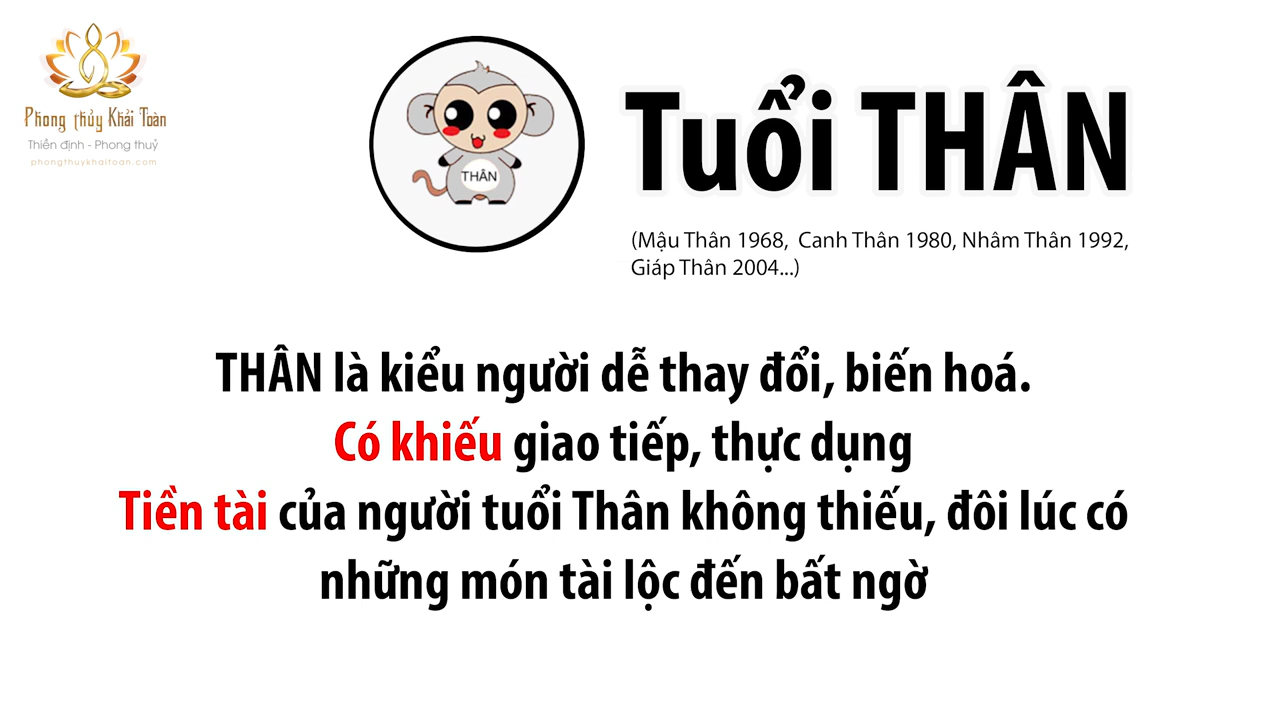 Phong thủy Khải Toàn
Thiền định - Phong thuỷ
phongthuykhaitoan.com
THÂN
Tuổi THÂN
(Mậu Thân 1968, Canh Thân 1980, Nhâm Thân 1992,
Giáp Thân 2004...)
THÂN là kiểu người dễ thay đổi, biến hoá.
Có khiếu giao tiếp, thực dụng
Tiền tài của người tuổi Thân không thiếu, đôi lúc có
những món tài lộc đến bất ngờ